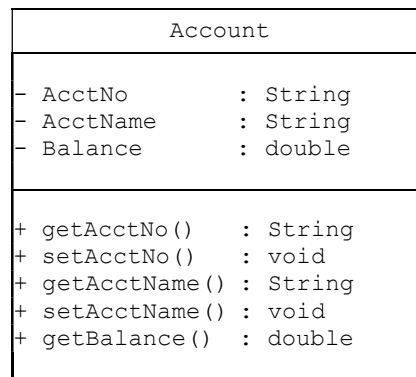 Account
- AcctNo : String
- AcctName : String
- Balance : double
+ getAcctNo() : String
+ setAcctNo() : void
+ getAcctName() : String
+ setAcctName() : void
+ getBalance() : double